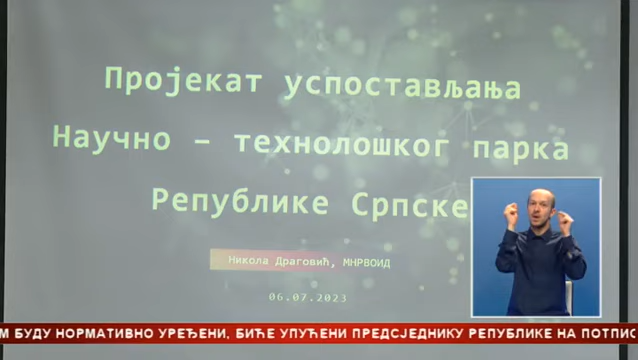 Пројекат успостављања
Научно – технолошког парка
Републике Српске
Никола Драговић, МНРВОИД
06.07.2023
М БУДУ НОРМАТИВНО УРЕЂЕНИ, БИЋЕ УПУЋЕНИ ПРЕДСЈЕДНИКУ РЕПУБЛИКЕ НА ПОТПИС